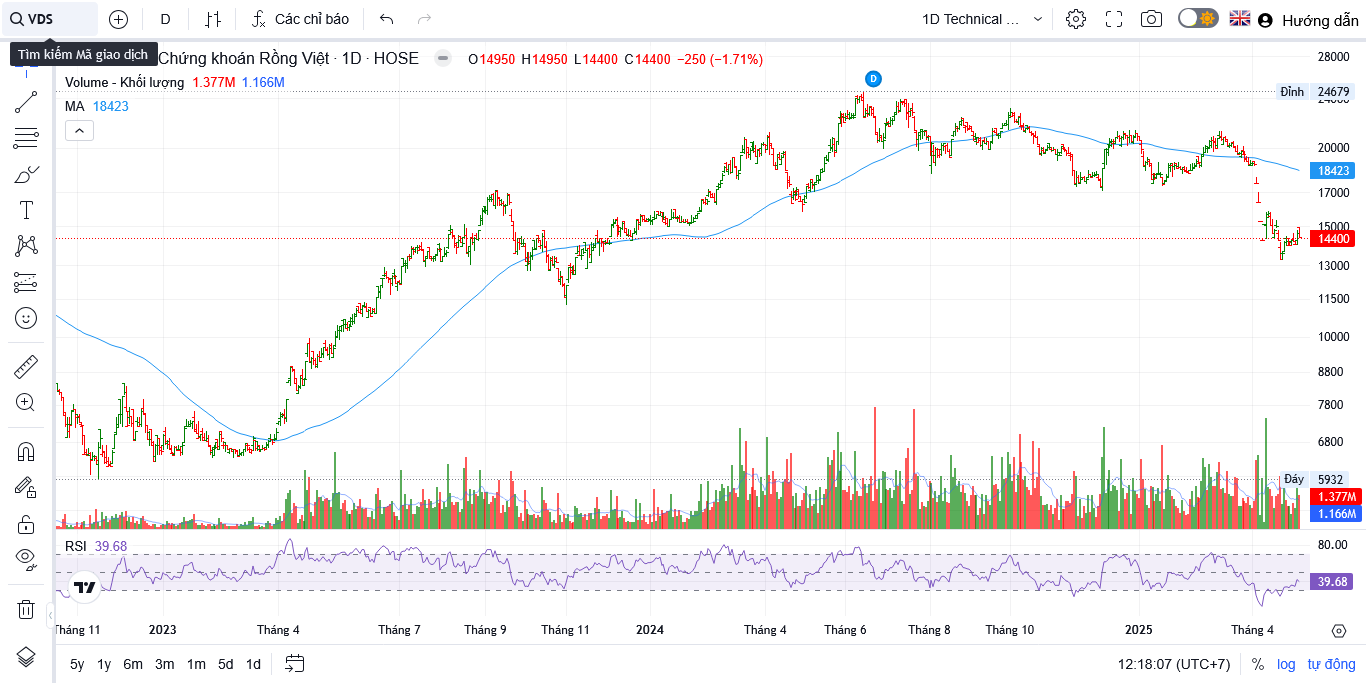 VDS
D
Các chỉ báo
1D Technical ...
Hướng dẫn
Tìm kiếm Mã giao dịch
Chứng khoán Rồng Việt · 1D · HOSE
O14950 H14950 L14400 C14400 −250 (−1.71%)
Volume - Khối lượng 1.377M 1.166M
MA 18423
D
28000
Đỉnh 24679
24000
20000
18423
17000
15000
14400
13000
11500
10000
8800
7800
6800
Đáy 5932
1.377M
1.166M
RSI 39.68
80.00
39.68
Tháng 11 2023 Tháng 4 Tháng 7 Tháng 9 Tháng 11 2024 Tháng 4 Tháng 6 Tháng 8 Tháng 10 2025 Tháng 4
5y 1y 6m 3m 1m 5d 1d
12:18:07 (UTC+7) % log tự động